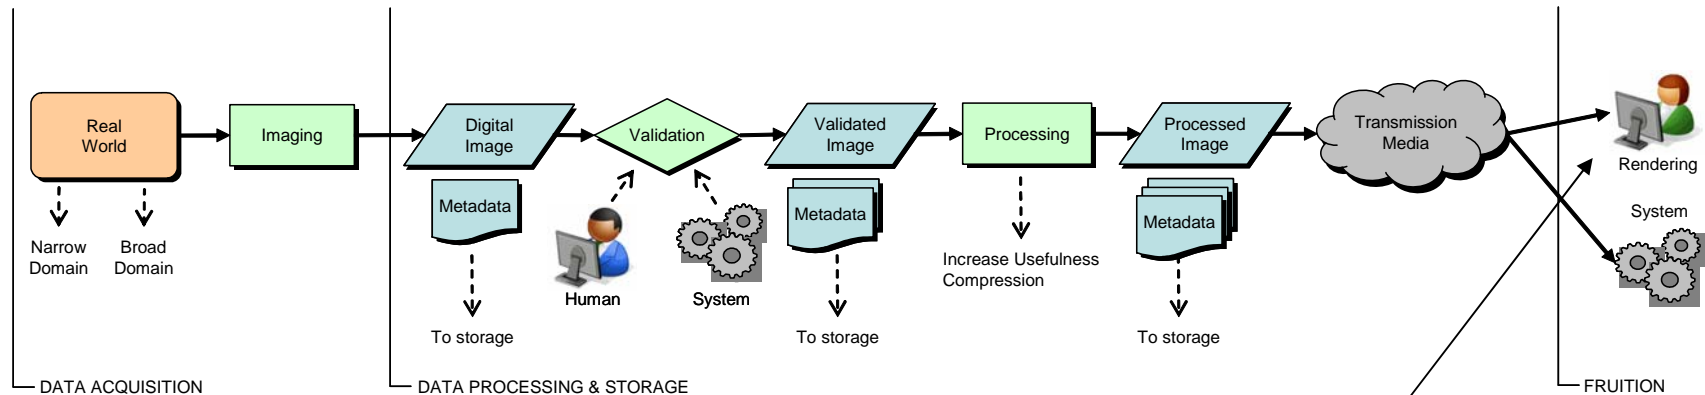 Real
World
Imaging
Digital
Image
Validation
Validated
Image
Processing
Processed
Image
Transmission
Media
Rendering
Metadata
Metadata
Metadata
Narrow
Domain
Broad
Domain
Human
System
Increase Usefulness
Compression
System
To storage
To storage
To storage
DATA ACQUISITION
DATA PROCESSING & STORAGE
FRUITION